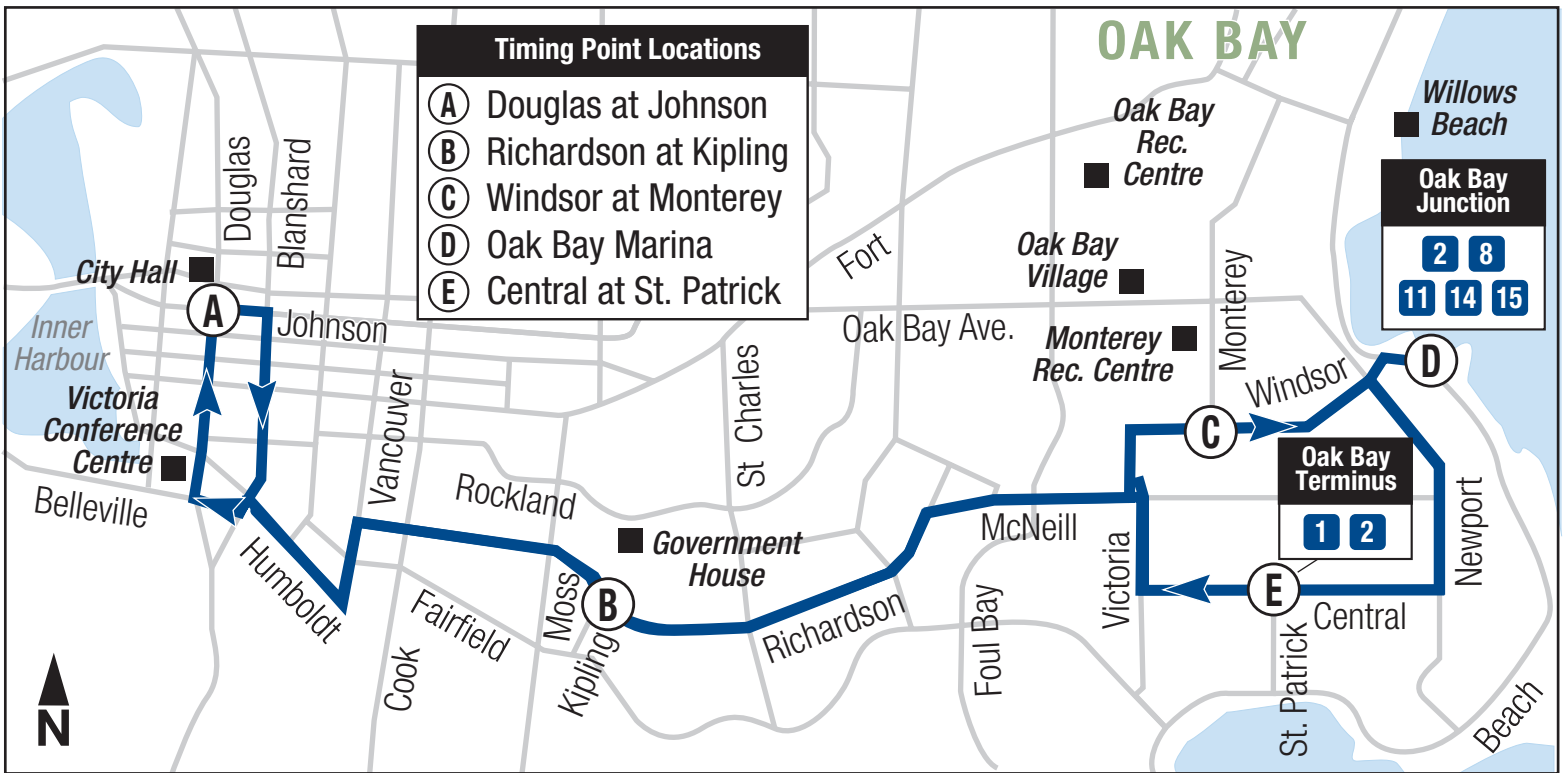 Timing Point Locations
A Douglas at Johnson
B Richardson at Kipling
C Windsor at Monterey
D Oak Bay Marina
E Central at St. Patrick
OAK BAY
Willows
Beach
Oak Bay
Rec.
Centre
Oak Bay
Junction
2 8
11 14 15
Douglas
Blanshard
City Hall
A
Johnson
Inner
Harbour
Victoria
Conference
Centre
Belleville
Humboldt
Vancouver
Rockland
Fairfield
Cook
Moss
Kipling
B
Government
House
St Charles
Richardson
Fort
Oak Bay Ave.
Oak Bay
Village
Monterey
Rec. Centre
Monterey
Windsor
C
D
McNeill
Foul Bay
Victoria
Oak Bay
Terminus
1 2
E
Central
St. Patrick
Newport
Beach
N